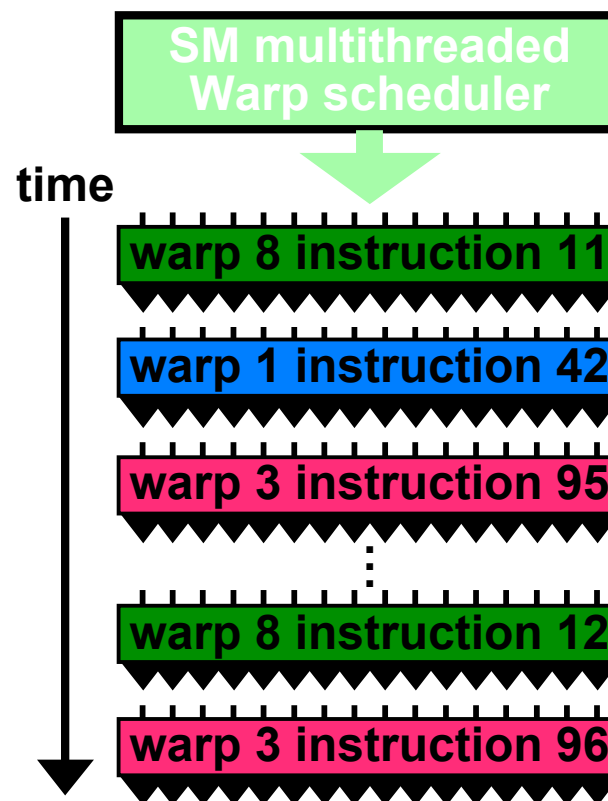 SM multithreaded
Warp scheduler
time
warp 8 instruction 11
warp 1 instruction 42
warp 3 instruction 95
⋮
warp 8 instruction 12
warp 3 instruction 96